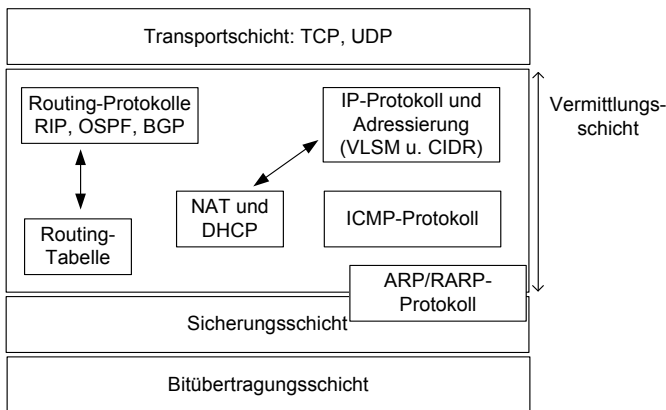 Transportschicht: TCP, UDP
Routing-Protokolle
RIP, OSPF, BGP
IP-Protokoll und
Adressierung
(VLSM u. CIDR)
Vermittlungs-
schicht
NAT und
DHCP
ICMP-Protokoll
Routing-
Tabelle
ARP/RARP-
Protokoll
Sicherungsschicht
Bitübertragungsschicht